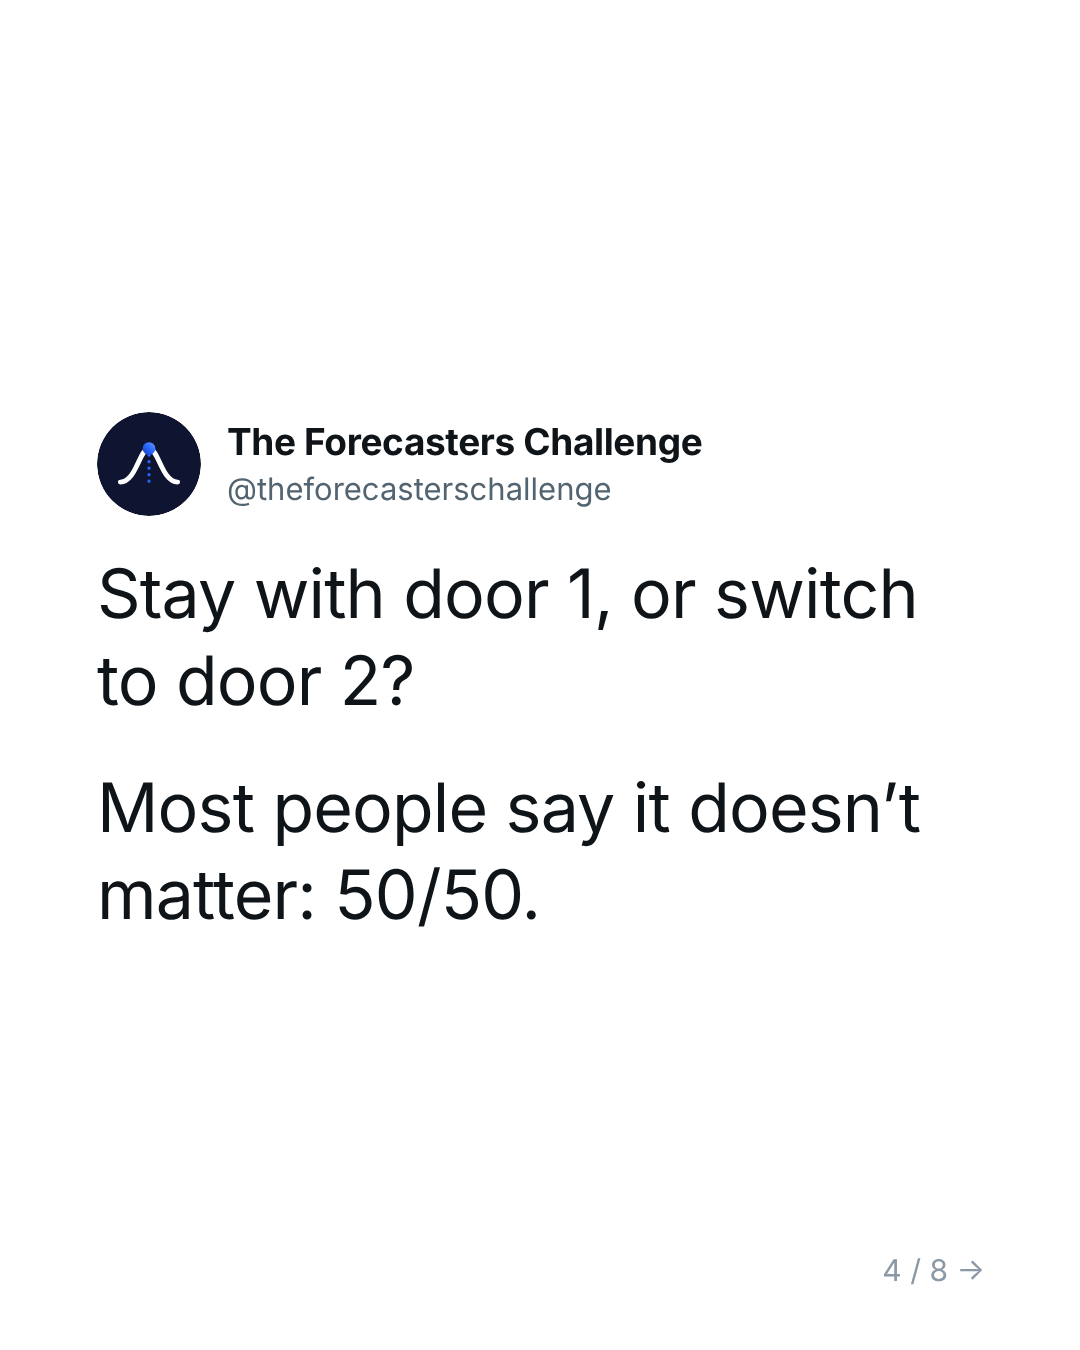 The Forecasters Challenge
@theforecasterschallenge
Stay with door 1, or switch
to door 2?
Most people say it doesn’t
matter: 50/50.
4 / 8 →